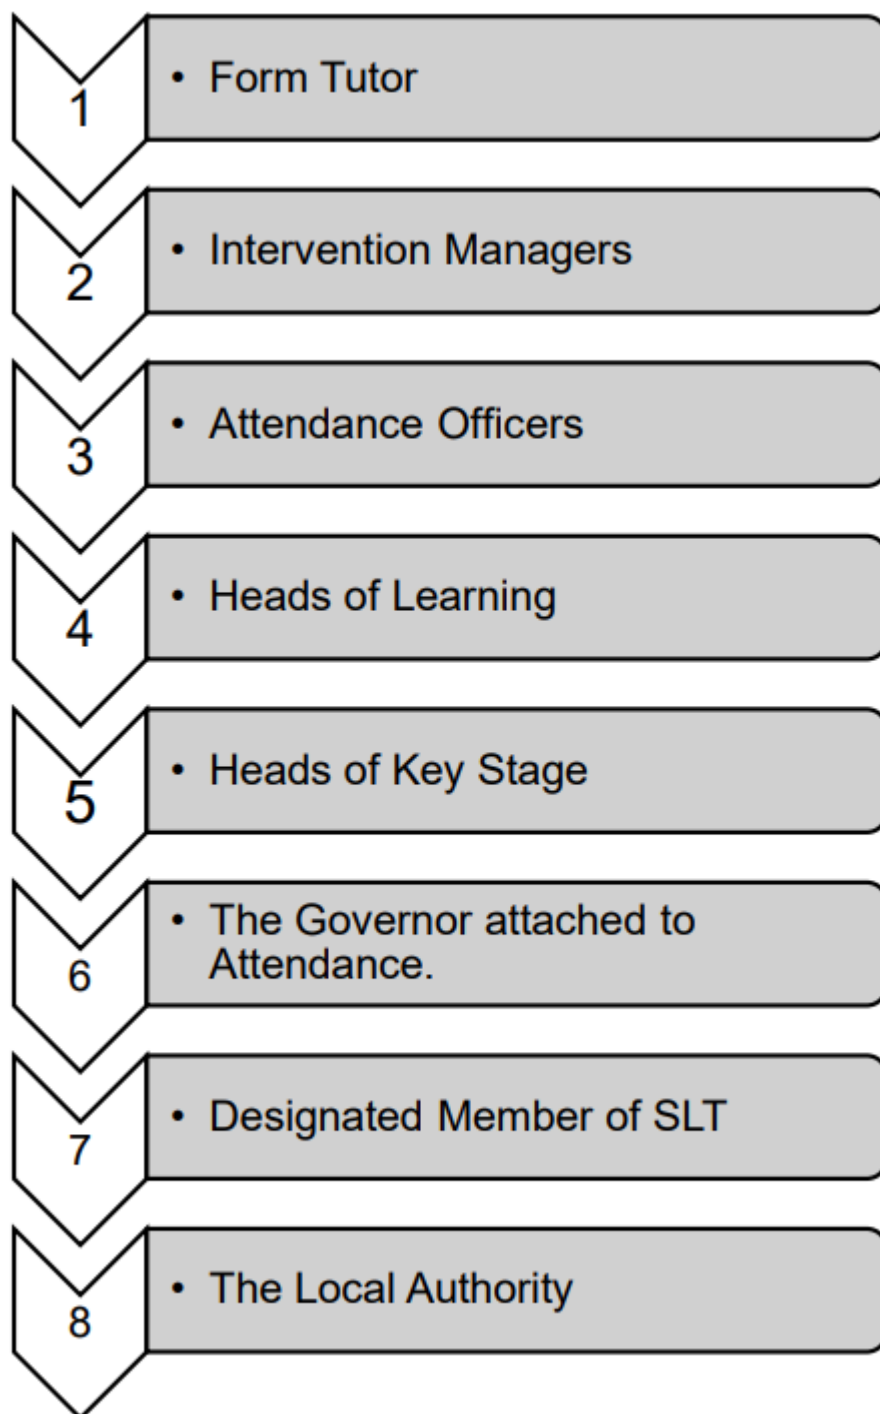 1
• Form Tutor
2
• Intervention Managers
3
• Attendance Officers
4
• Heads of Learning
5
• Heads of Key Stage
6
• The Governor attached to
Attendance.
7
• Designated Member of SLT
8
• The Local Authority